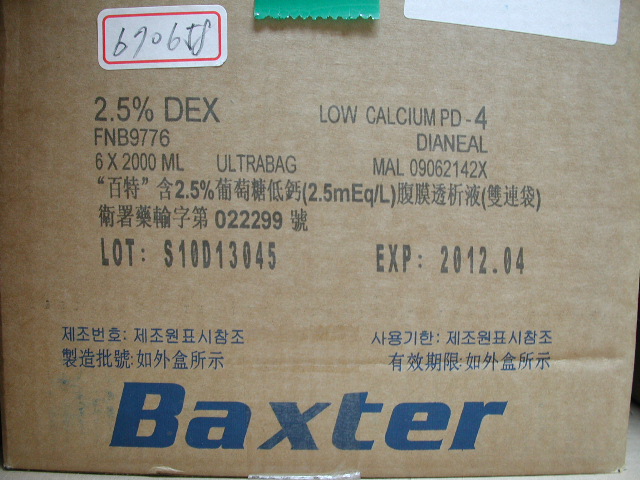 2.5% DEX LOW CALCIUM PD-4
FNB9776 DIANEAL
6 X 2000 ML ULTRABAG MAL 09062142X
“百特”含2.5%葡萄糖低鈣(2.5mEq/L)腹膜透析液(雙連袋)
衛署藥輸字第 022299 號
LOT: S10D13045 EXP: 2012.04
제조번호: 제조원표시참조 사용기한: 제조원표시참조
製造批號:如外盒所示 有效期限:如外盒所示
Baxter